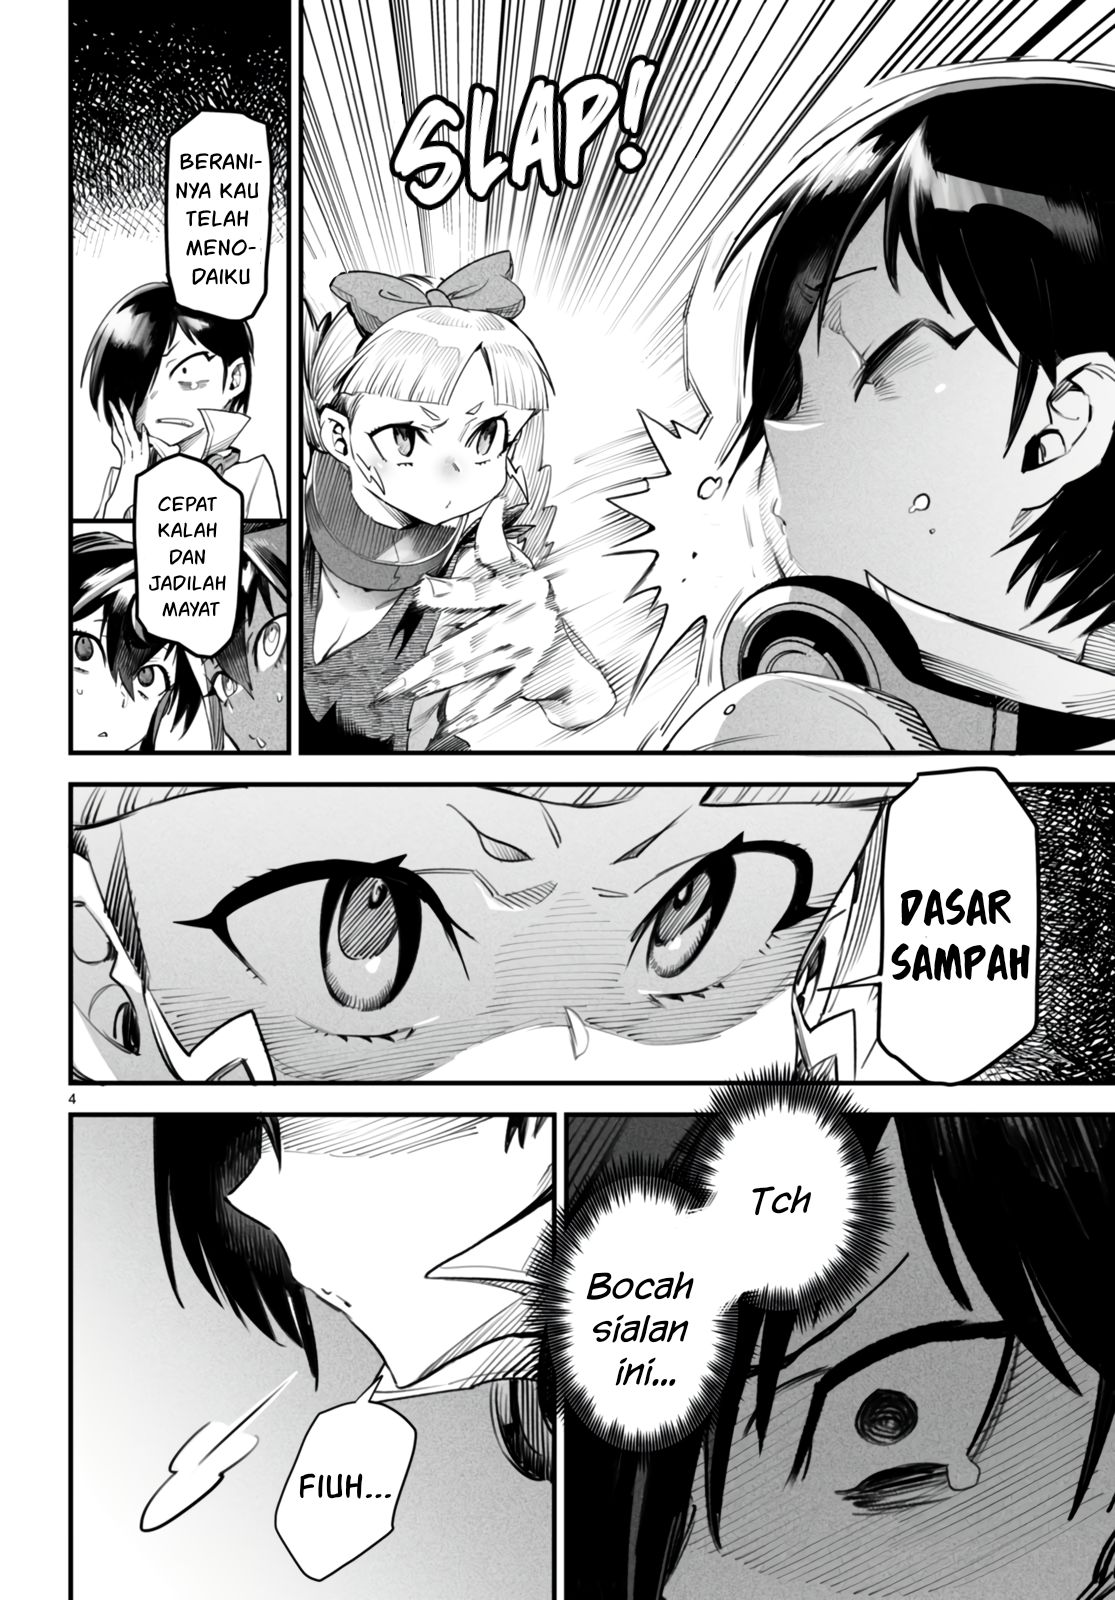 SLAP!
BERANI-
NYA KAU
TELAH
MENO-
DAIKU
CEPAT
KALAH
DAN
JADILAH
MAYAT
DASAR
SAMPAH
4
Tch
Bocah
sialan
ini...
FIUH...